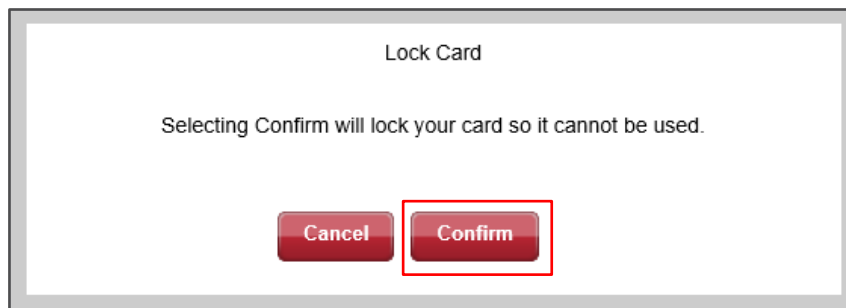 Lock Card
Selecting Confirm will lock your card so it cannot be used.
Cancel Confirm